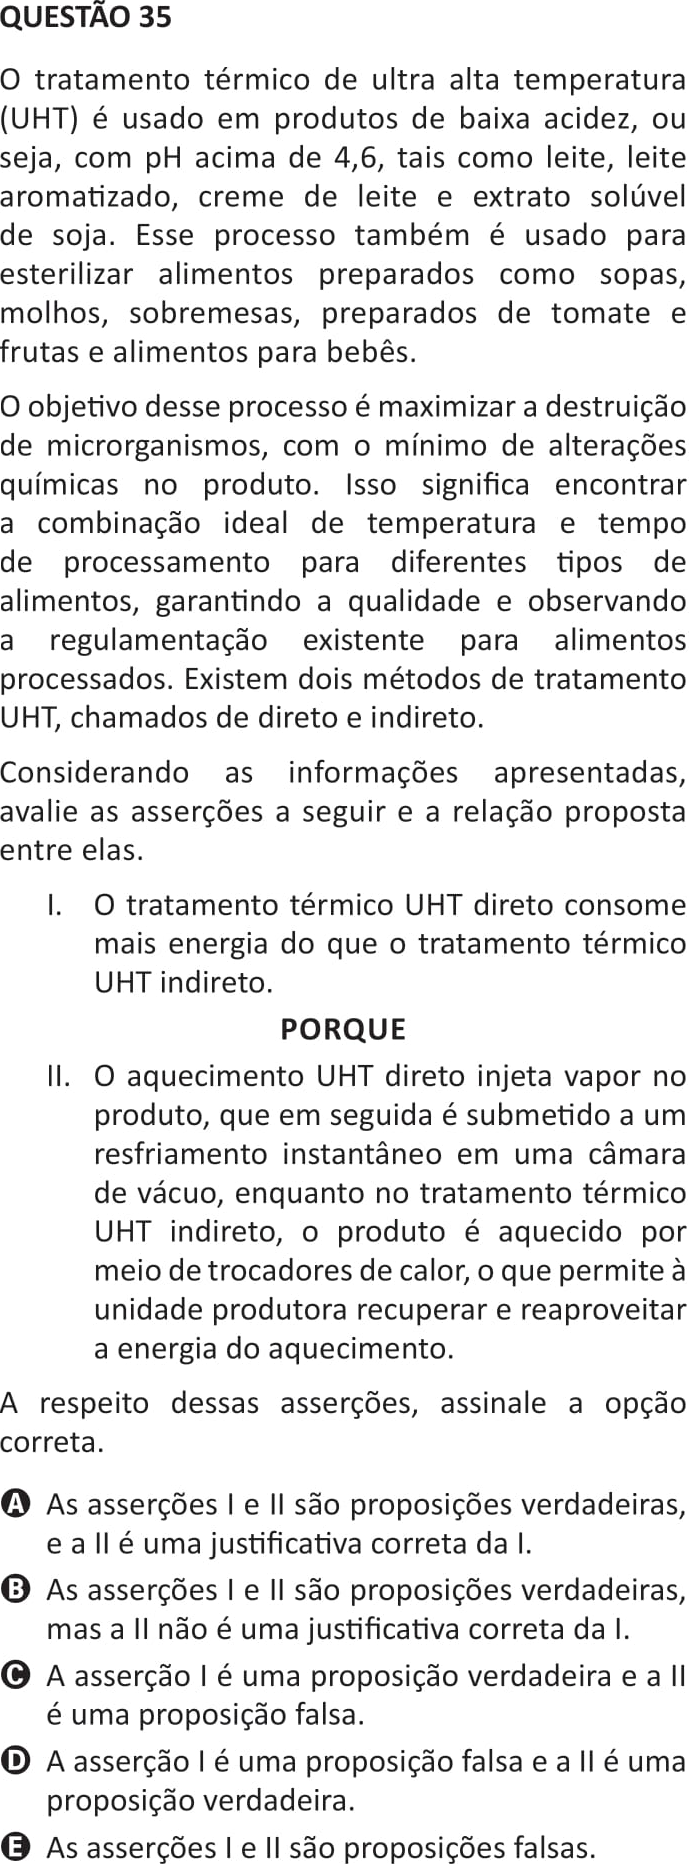 QUESTÃO 35
O tratamento térmico de ultra alta temperatura
(UHT) é usado em produtos de baixa acidez, ou
seja, com pH acima de 4,6, tais como leite, leite
aromatizado, creme de leite e extrato solúvel
de soja. Esse processo também é usado para
esterilizar alimentos preparados como sopas,
molhos, sobremesas, preparados de tomate e
frutas e alimentos para bebês.
O objetivo desse processo é maximizar a destruição
de microrganismos, com o mínimo de alterações
químicas no produto. Isso significa encontrar
a combinação ideal de temperatura e tempo
de processamento para diferentes tipos de
alimentos, garantindo a qualidade e observando
a regulamentação existente para alimentos
processados. Existem dois métodos de tratamento
UHT, chamados de direto e indireto.
Considerando as informações apresentadas,
avalie as asserções a seguir e a relação proposta
entre elas.
I. O tratamento térmico UHT direto consome
mais energia do que o tratamento térmico
UHT indireto.
PORQUE
II. O aquecimento UHT direto injeta vapor no
produto, que em seguida é submetido a um
resfriamento instantâneo em uma câmara
de vácuo, enquanto no tratamento térmico
UHT indireto, o produto é aquecido por
meio de trocadores de calor, o que permite à
unidade produtora recuperar e reaproveitar
a energia do aquecimento.
A respeito dessas asserções, assinale a opção
correta.
A As asserções I e II são proposições verdadeiras,
e a II é uma justificativa correta da I.
B As asserções I e II são proposições verdadeiras,
mas a II não é uma justificativa correta da I.
C A asserção I é uma proposição verdadeira e a II
é uma proposição falsa.
D A asserção I é uma proposição falsa e a II é uma
proposição verdadeira.
E As asserções I e II são proposições falsas.